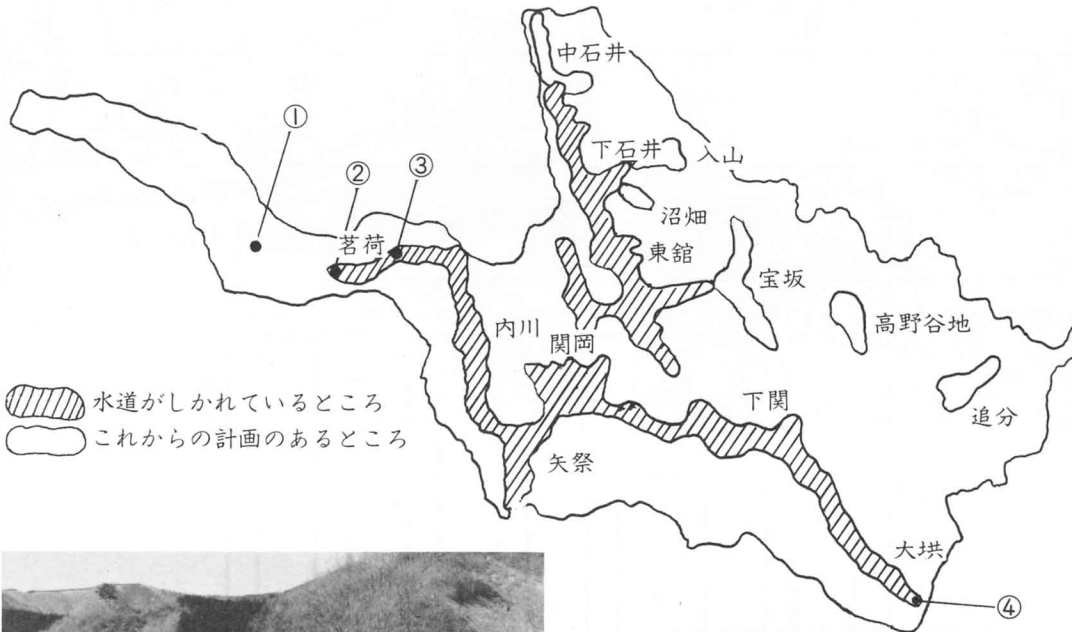 中石井
①
下石井
入山
②
③
沼畑
茗荷
東舘
宝坂
高野谷地
内川
関岡
水道がしかれているところ
下関
追分
これからの計画のあるところ
矢祭
大垬
④